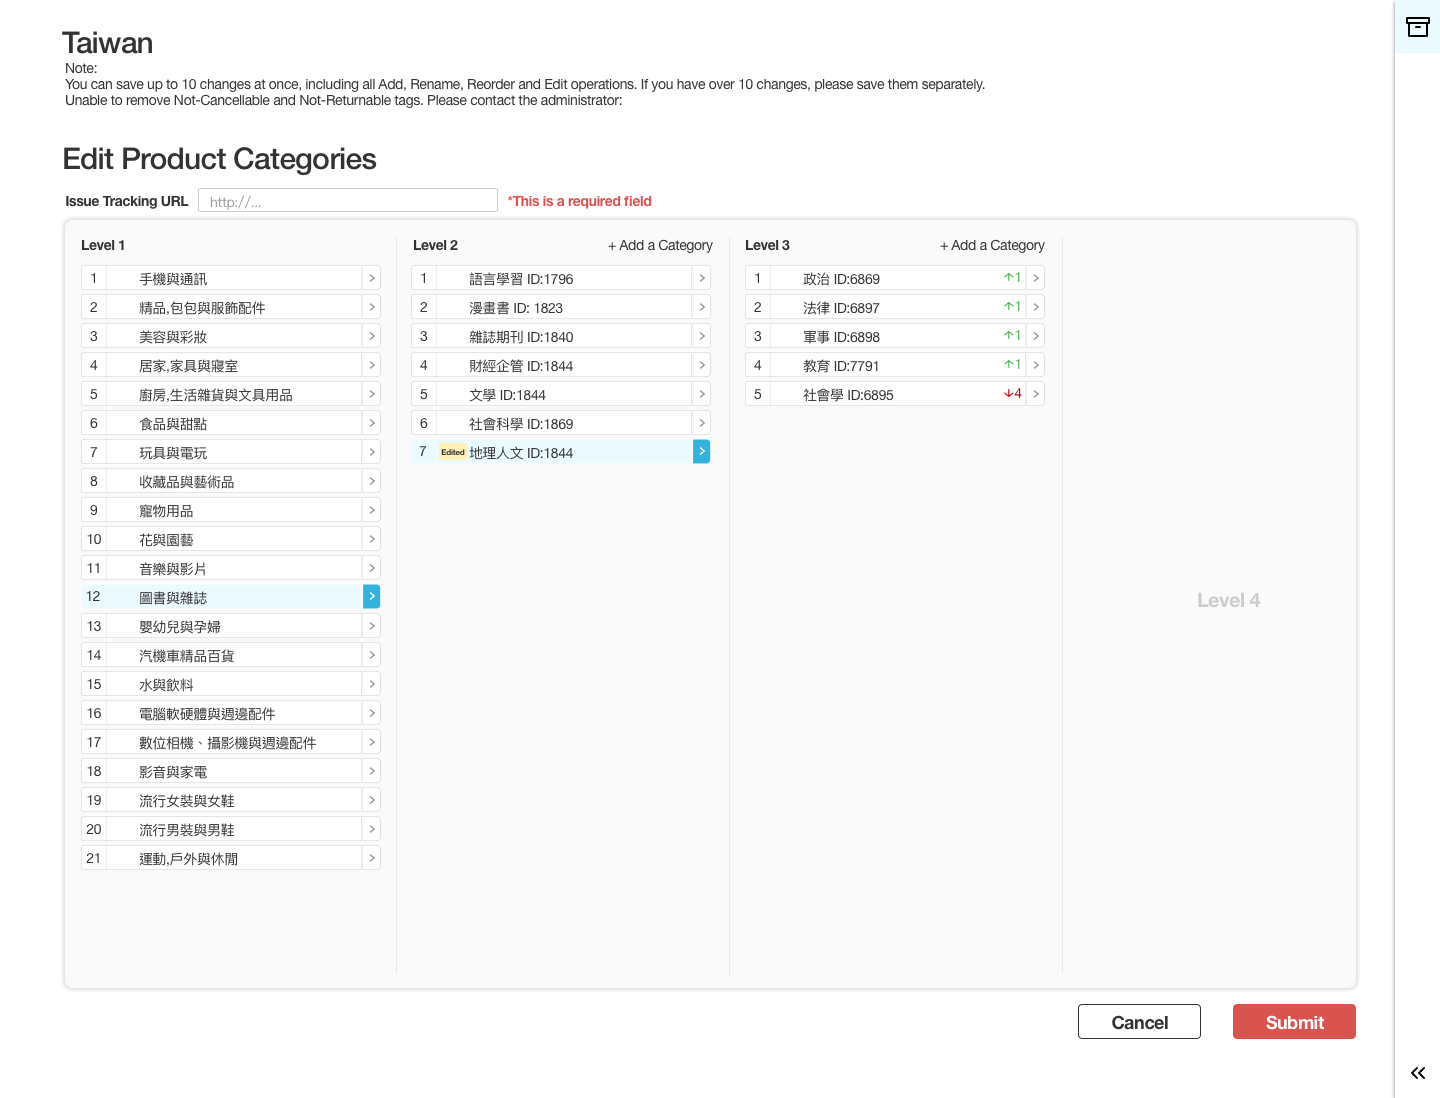 Taiwan
Note:
You can save up to 10 changes at once, including all Add, Rename, Reorder and Edit operations. If you have over 10 changes, please save them separately.
Unable to remove Not-Cancellable and Not-Returnable tags. Please contact the administrator:
Edit Product Categories
Issue Tracking URL http://... *This is a required field
Level 1
1 手機與通訊
2 精品,包包與服飾配件
3 美容與彩妝
4 居家,家具與寢室
5 廚房,生活雜貨與文具用品
6 食品與甜點
7 玩具與電玩
8 收藏品與藝術品
9 寵物用品
10 花與園藝
11 音樂與影片
12 圖書與雜誌
13 嬰幼兒與孕婦
14 汽機車精品百貨
15 水與飲料
16 電腦軟硬體與週邊配件
17 數位相機、攝影機與週邊配件
18 影音與家電
19 流行女裝與女鞋
20 流行男裝與男鞋
21 運動,戶外與休閒
Level 2 + Add a Category
1 語言學習 ID:1796
2 漫畫書 ID: 1823
3 雜誌期刊 ID:1840
4 財經企管 ID:1844
5 文學 ID:1844
6 社會科學 ID:1869
7 Edited 地理人文 ID:1844
Level 3 + Add a Category
1 政治 ID:6869 ↑1
2 法律 ID:6897 ↑1
3 軍事 ID:6898 ↑1
4 教育 ID:7791 ↑1
5 社會學 ID:6895 ↓4
Level 4
Cancel
Submit